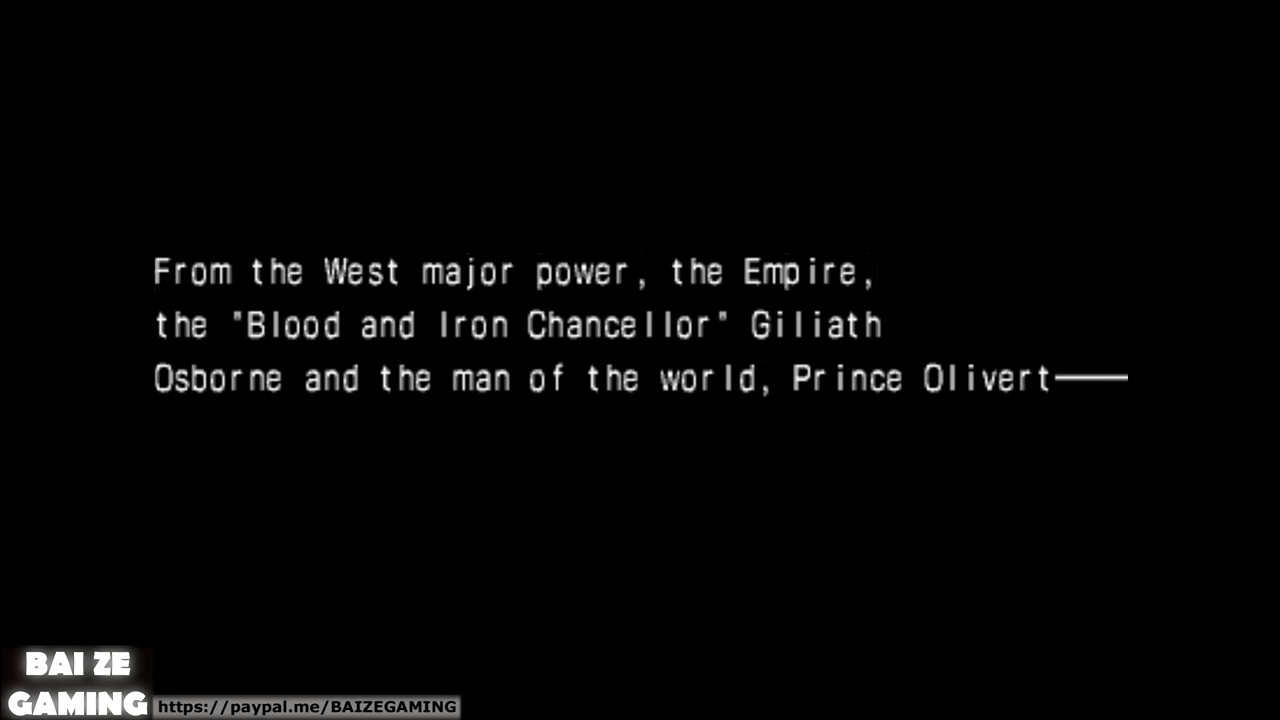 From the West major power, the Empire,
the "Blood and Iron Chancellor" Giliath
Osborne and the man of the world, Prince Olivert——
BAI ZE
GAMING
https://paypal.me/BAIZEGAMING